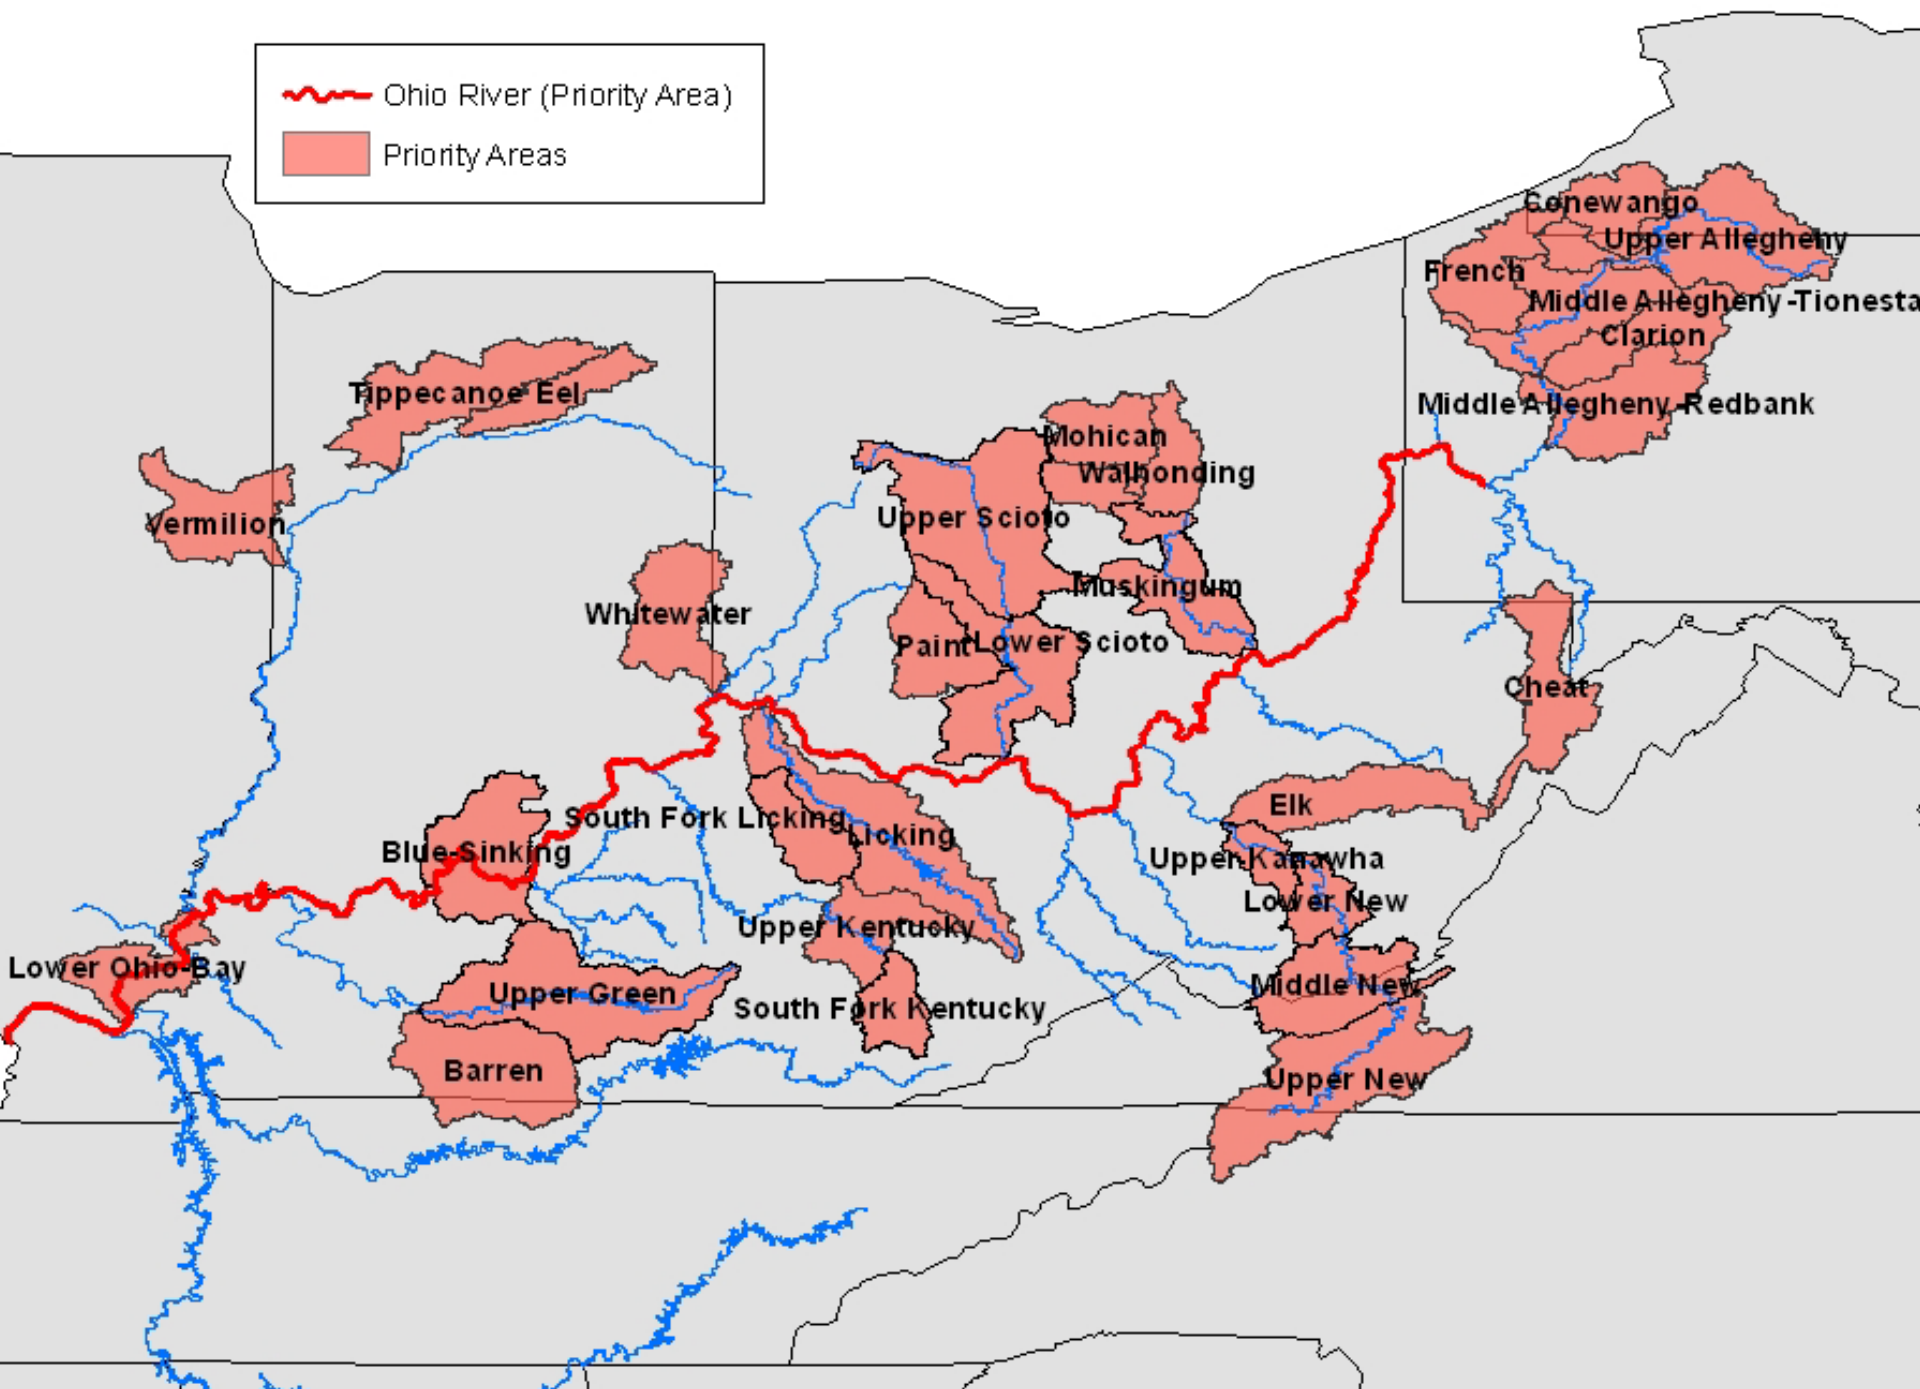 Ohio River (Priority Area)
Priority Areas
Conewango
Upper Allegheny
French
Middle Allegheny-Tionesta
Clarion
Tippecanoe Eel
Middle Allegheny-Redbank
Mohican
Walhonding
Vermilion
Upper Scioto
Muskingum
Whitewater
Paint
Lower Scioto
Cheat
Elk
South Fork Licking
Licking
Blue-Sinking
Upper Kanawha
Lower New
Upper Kentucky
Lower Ohio-Bay
Middle New
Upper Green
South Fork Kentucky
Barren
Upper New